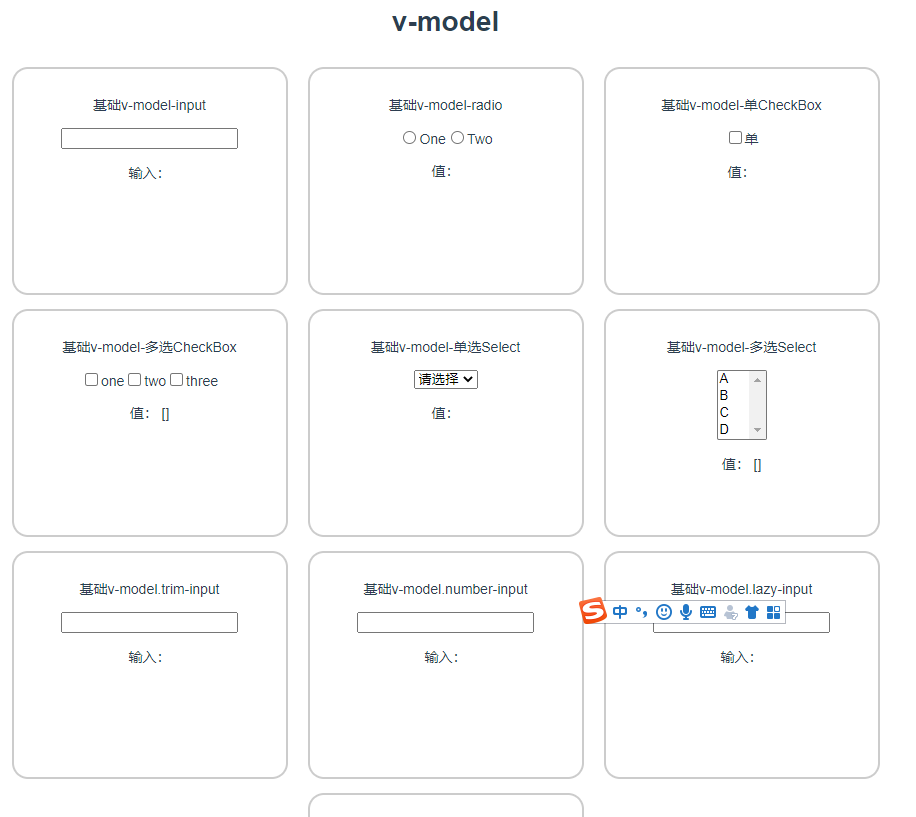 v-model
基础v-model-input
输入：
基础v-model-radio
One Two
值：
基础v-model-单CheckBox
单
值：
基础v-model-多选CheckBox
one two three
值： []
基础v-model-单选Select
请选择
值：
基础v-model-多选Select
A
B
C
D
值： []
基础v-model.trim-input
输入：
基础v-model.number-input
输入：
基础v-model.lazy-input
S 中 °，
输入：